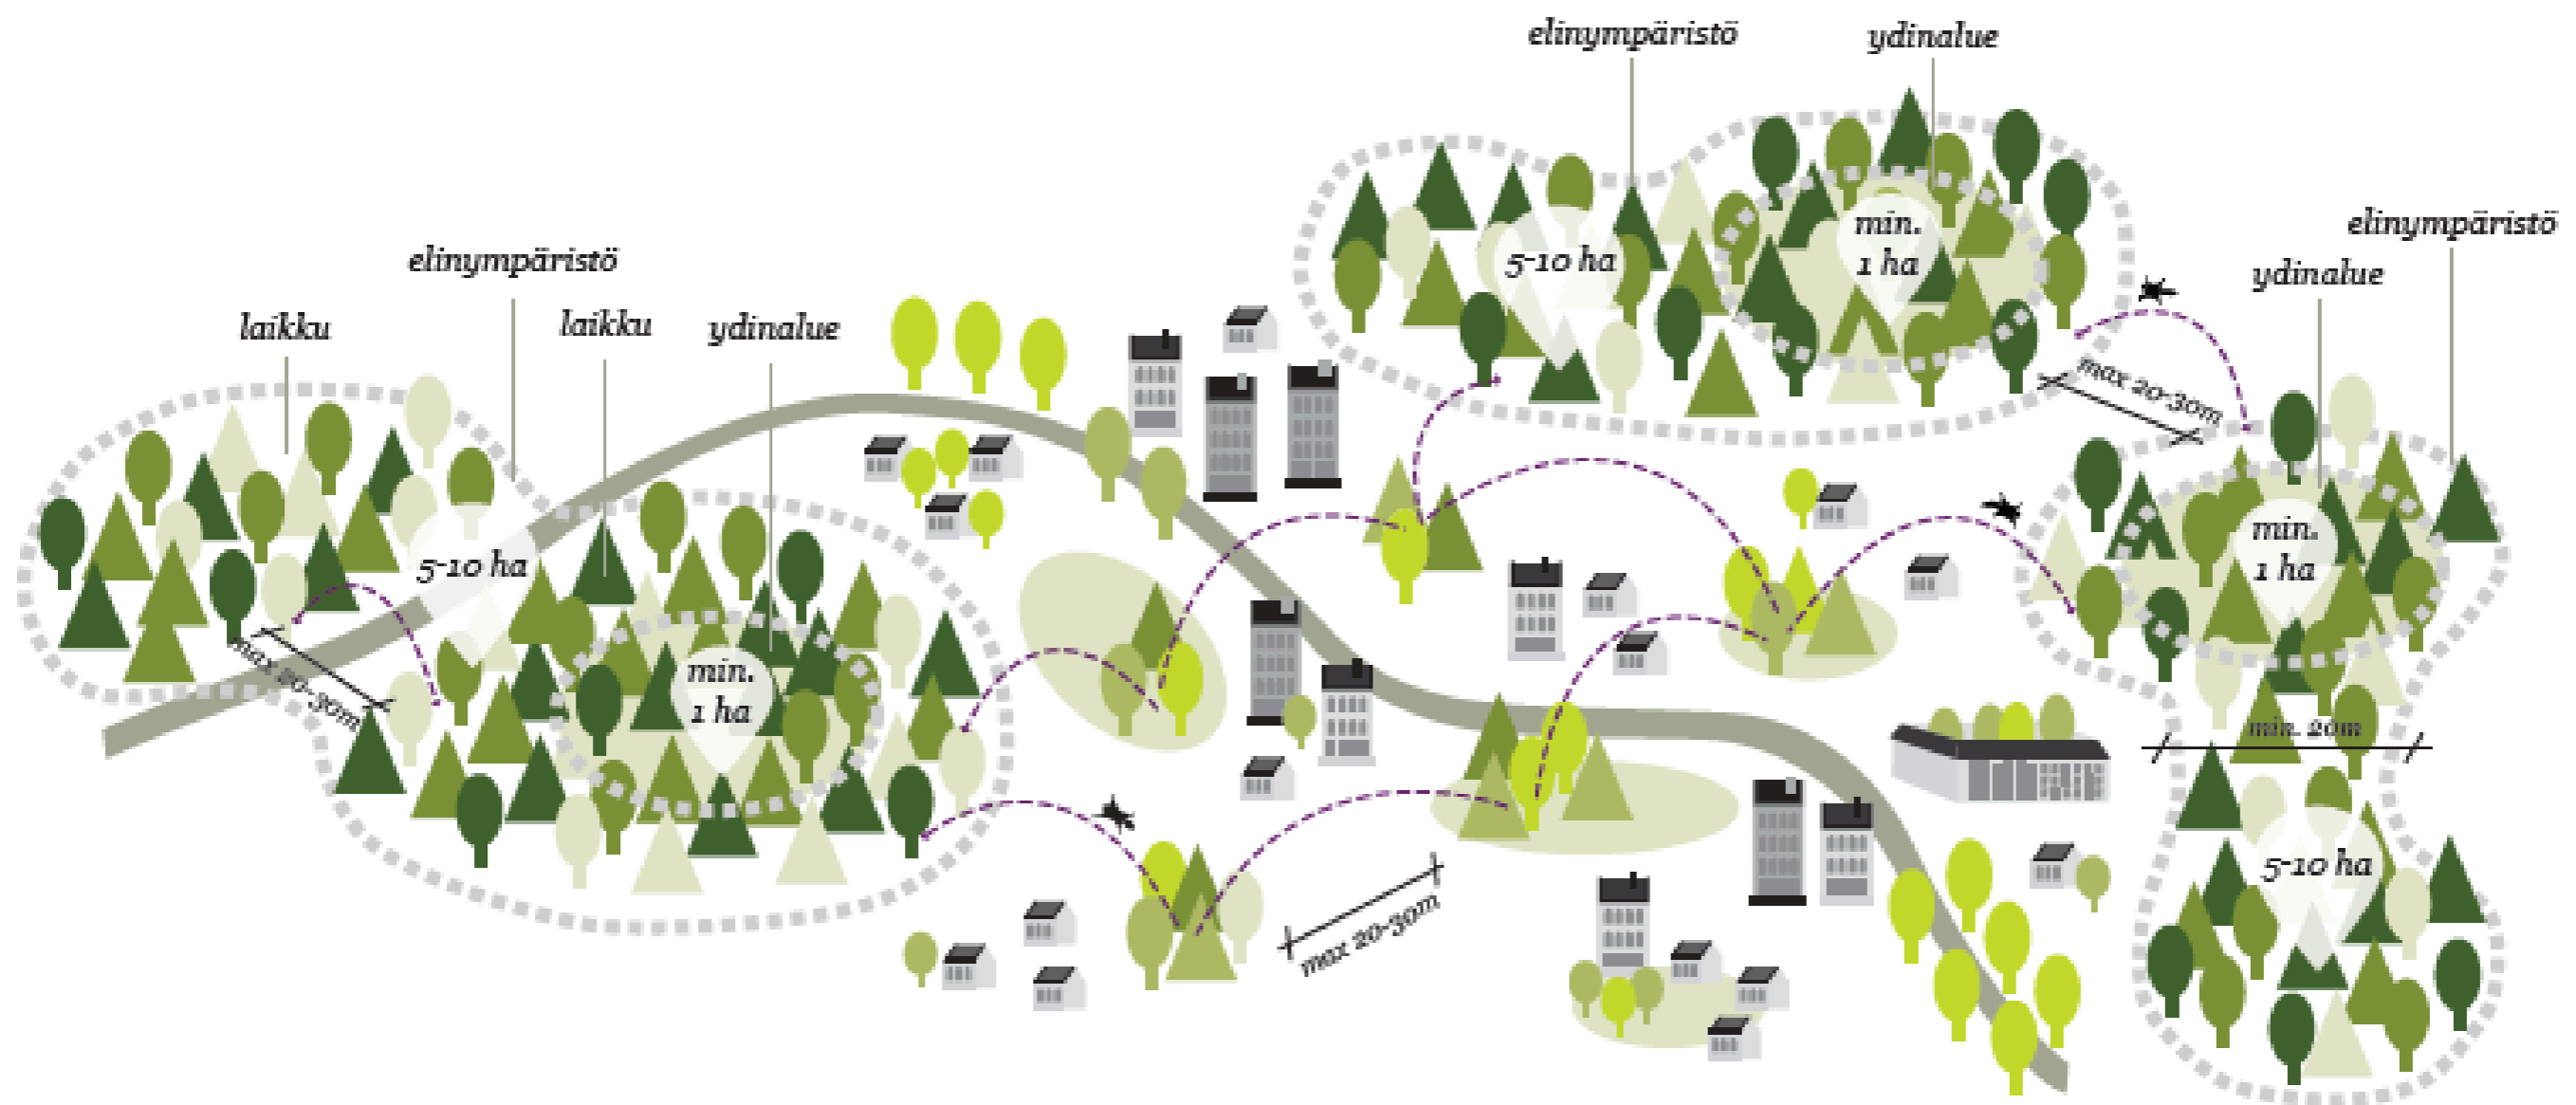 elinympäristö
ydinalue
elinympäristö
ydinalue
elinympäristö
laikku
laikku
ydinalue
5-10 ha
min.
1 ha
max 20-30m
min.
1 ha
5-10 ha
max 20-30m
min.
1 ha
min. 20m
5-10 ha
max 20-30m